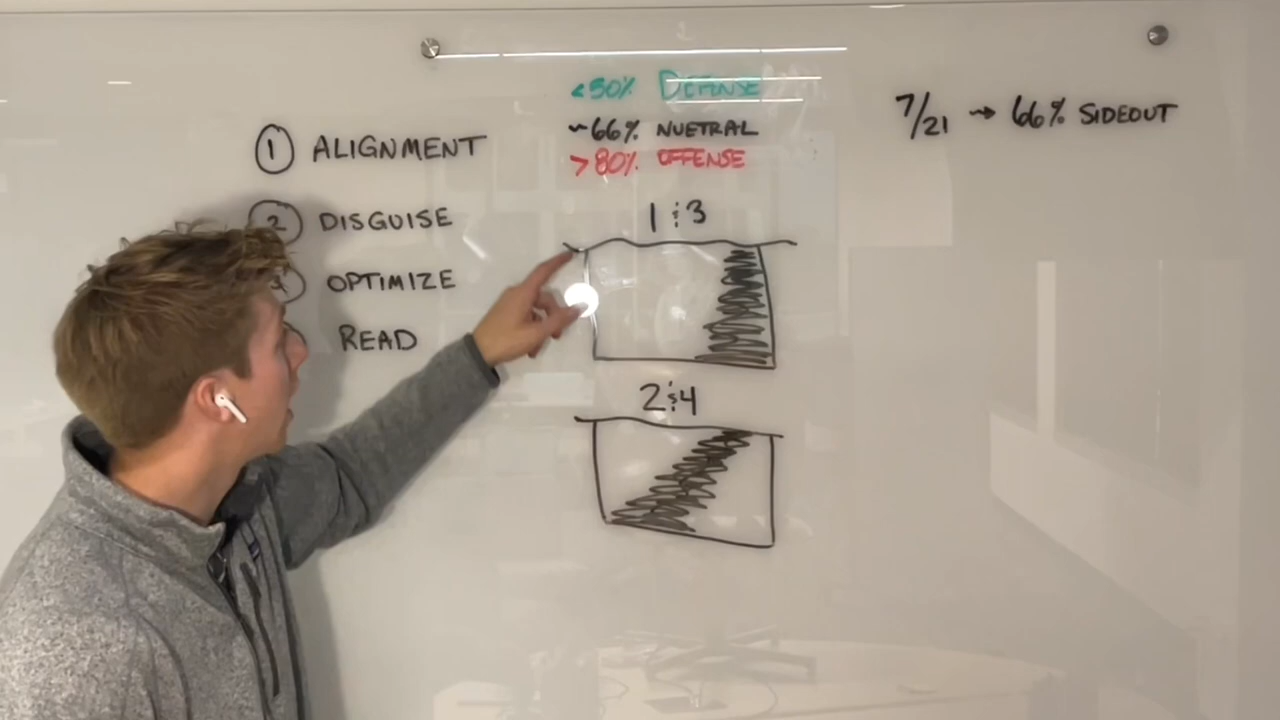 ① ALIGNMENT
② DISGUISE
OPTIMIZE
READ
<50% DEFENSE
~66% NUETRAL
>80% OFFENSE
1 & 3
2 & 4
7/21 → 66% SIDEOUT